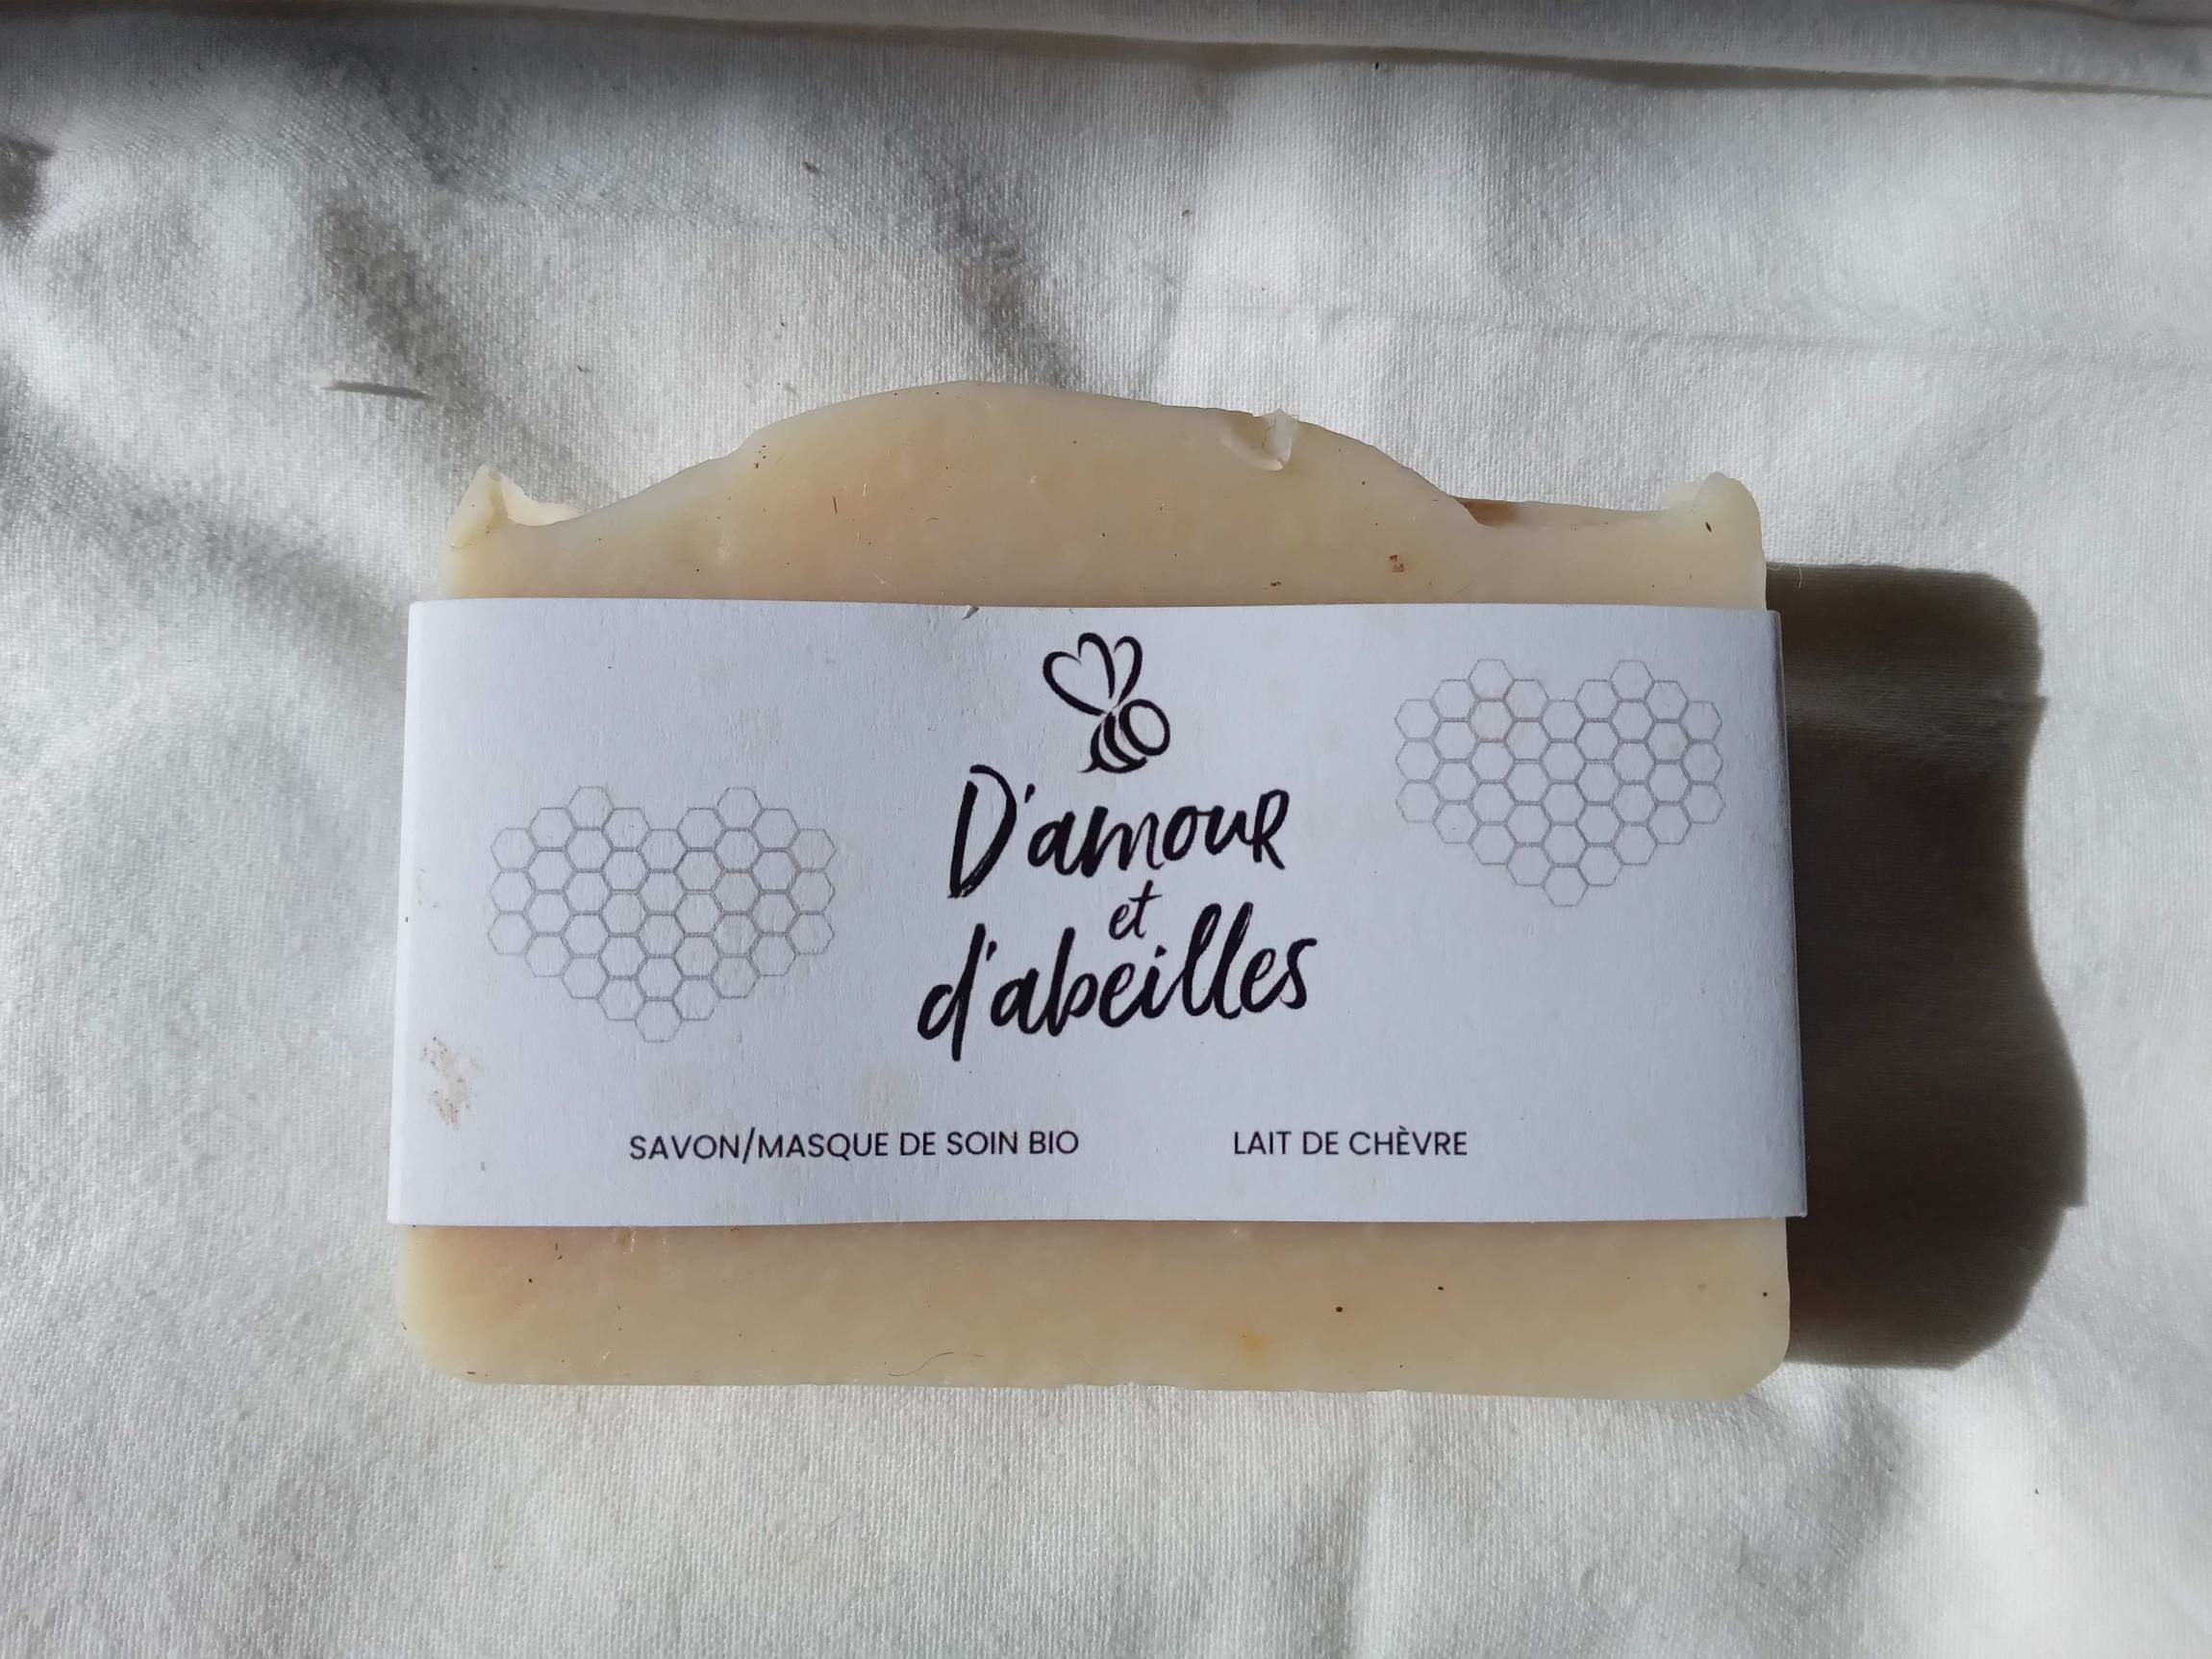 D'amour
et
d'abeilles
SAVON/MASQUE DE SOIN BIO
LAIT DE CHÈVRE